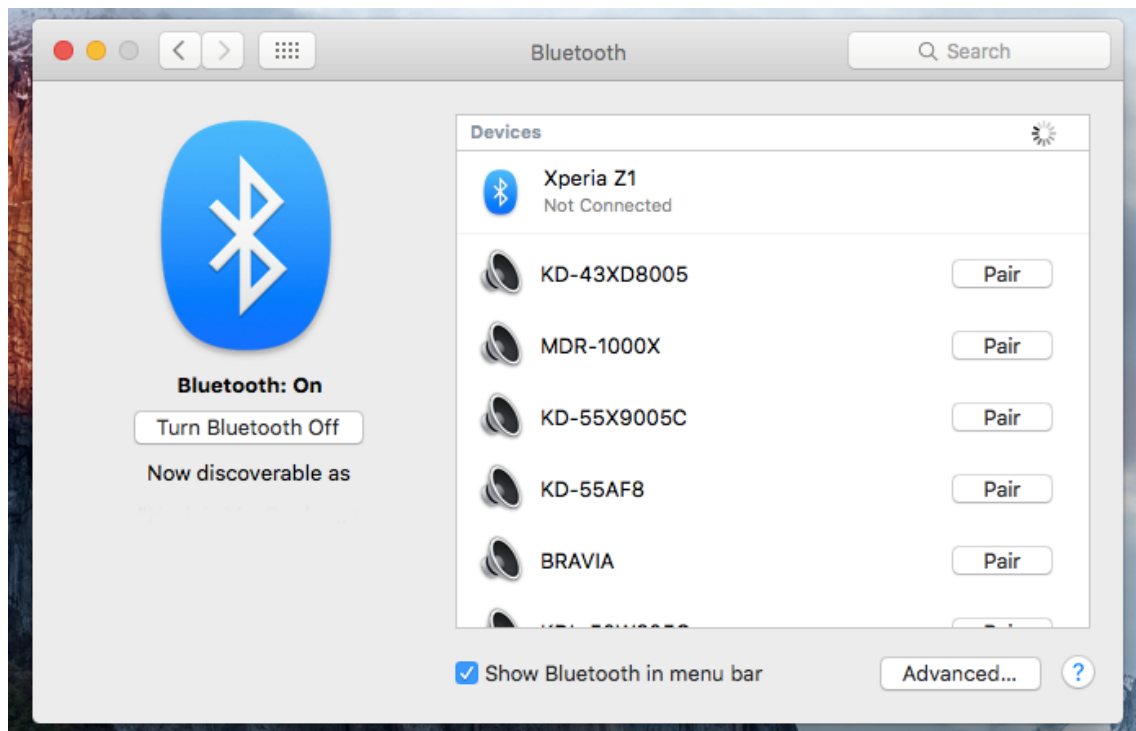 Bluetooth
Search
Devices
Xperia Z1
Not Connected
KD-43XD8005
Pair
MDR-1000X
Pair
KD-55X9005C
Pair
KD-55AF8
Pair
BRAVIA
Pair
Bluetooth: On
Turn Bluetooth Off
Now discoverable as
Show Bluetooth in menu bar
Advanced...
?